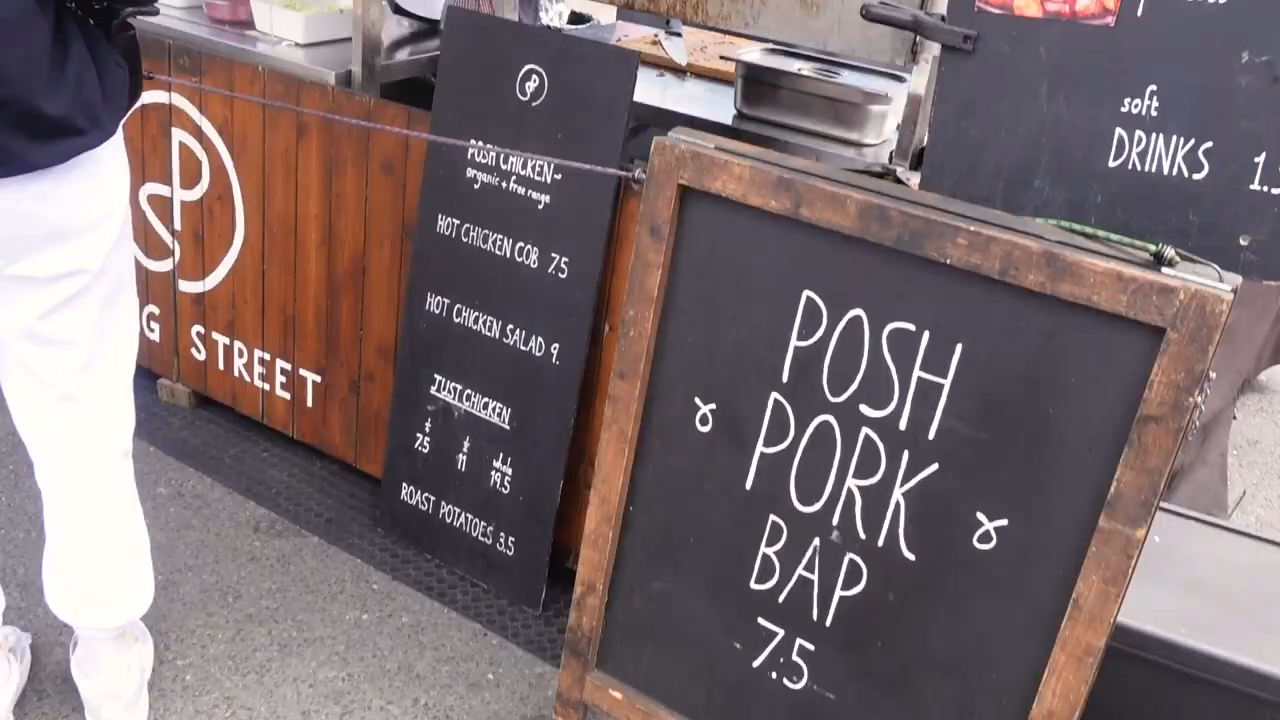 G STREET
POSH CHICKEN~
organic + free range
HOT CHICKEN COB 7.5
HOT CHICKEN SALAD 9.
JUST CHICKEN
whole
7.5 11 19.5
ROAST POTATOES 3.5
POSH
PORK
BAP
7.5
soft
DRINKS